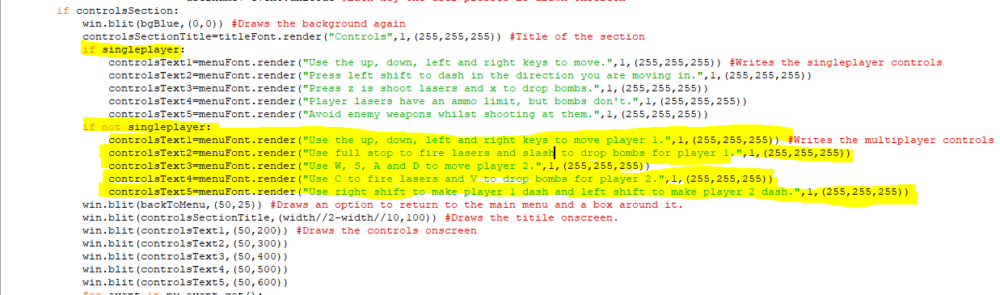 if controlsSection:
win.blit(bgBlue,(0,0)) #Draws the background again
controlsSectionTitle=titleFont.render("Controls",1,(255,255,255)) #Title of the section
if singleplayer:
controlsText1=menuFont.render("Use the up, down, left and right keys to move.",1,(255,255,255)) #Writes the singleplayer controls
controlsText2=menuFont.render("Press left shift to dash in the direction you are moving in.",1,(255,255,255))
controlsText3=menuFont.render("Press z is shoot lasers and x to drop bombs.",1,(255,255,255))
controlsText4=menuFont.render("Player lasers have an ammo limit, but bombs don't.",1,(255,255,255))
controlsText5=menuFont.render("Avoid enemy weapons whilst shooting at them.",1,(255,255,255))
if not singleplayer:
controlsText1=menuFont.render("Use the up, down, left and right keys to move player 1.",1,(255,255,255)) #Writes the multiplayer controls
controlsText2=menuFont.render("Use full stop to fire lasers and slash to drop bombs for player 1.",1,(255,255,255))
controlsText3=menuFont.render("Use W, S, A and D to move player 2.",1,(255,255,255))
controlsText4=menuFont.render("Use C to fire lasers and V to drop bombs for player 2.",1,(255,255,255))
controlsText5=menuFont.render("Use right shift to make player 1 dash and left shift to make player 2 dash.",1,(255,255,255))
win.blit(backToMenu,(50,25)) #Draws an option to return to the main menu and a box around it.
win.blit(controlsSectionTitle,(width//2-width//10,100)) #Draws the titile onscreen.
win.blit(controlsText1,(50,200)) #Draws the controls onscreen
win.blit(controlsText2,(50,300))
win.blit(controlsText3,(50,400))
win.blit(controlsText4,(50,500))
win.blit(controlsText5,(50,600))